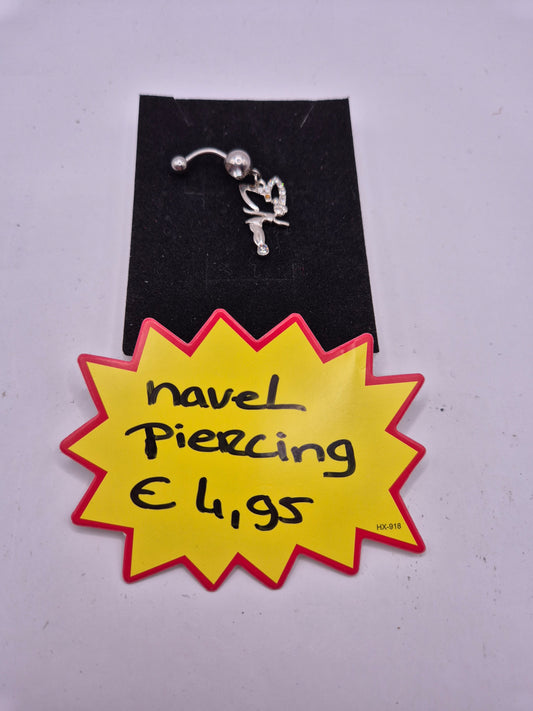 navel
Piercing
€ 4,95
HX-918